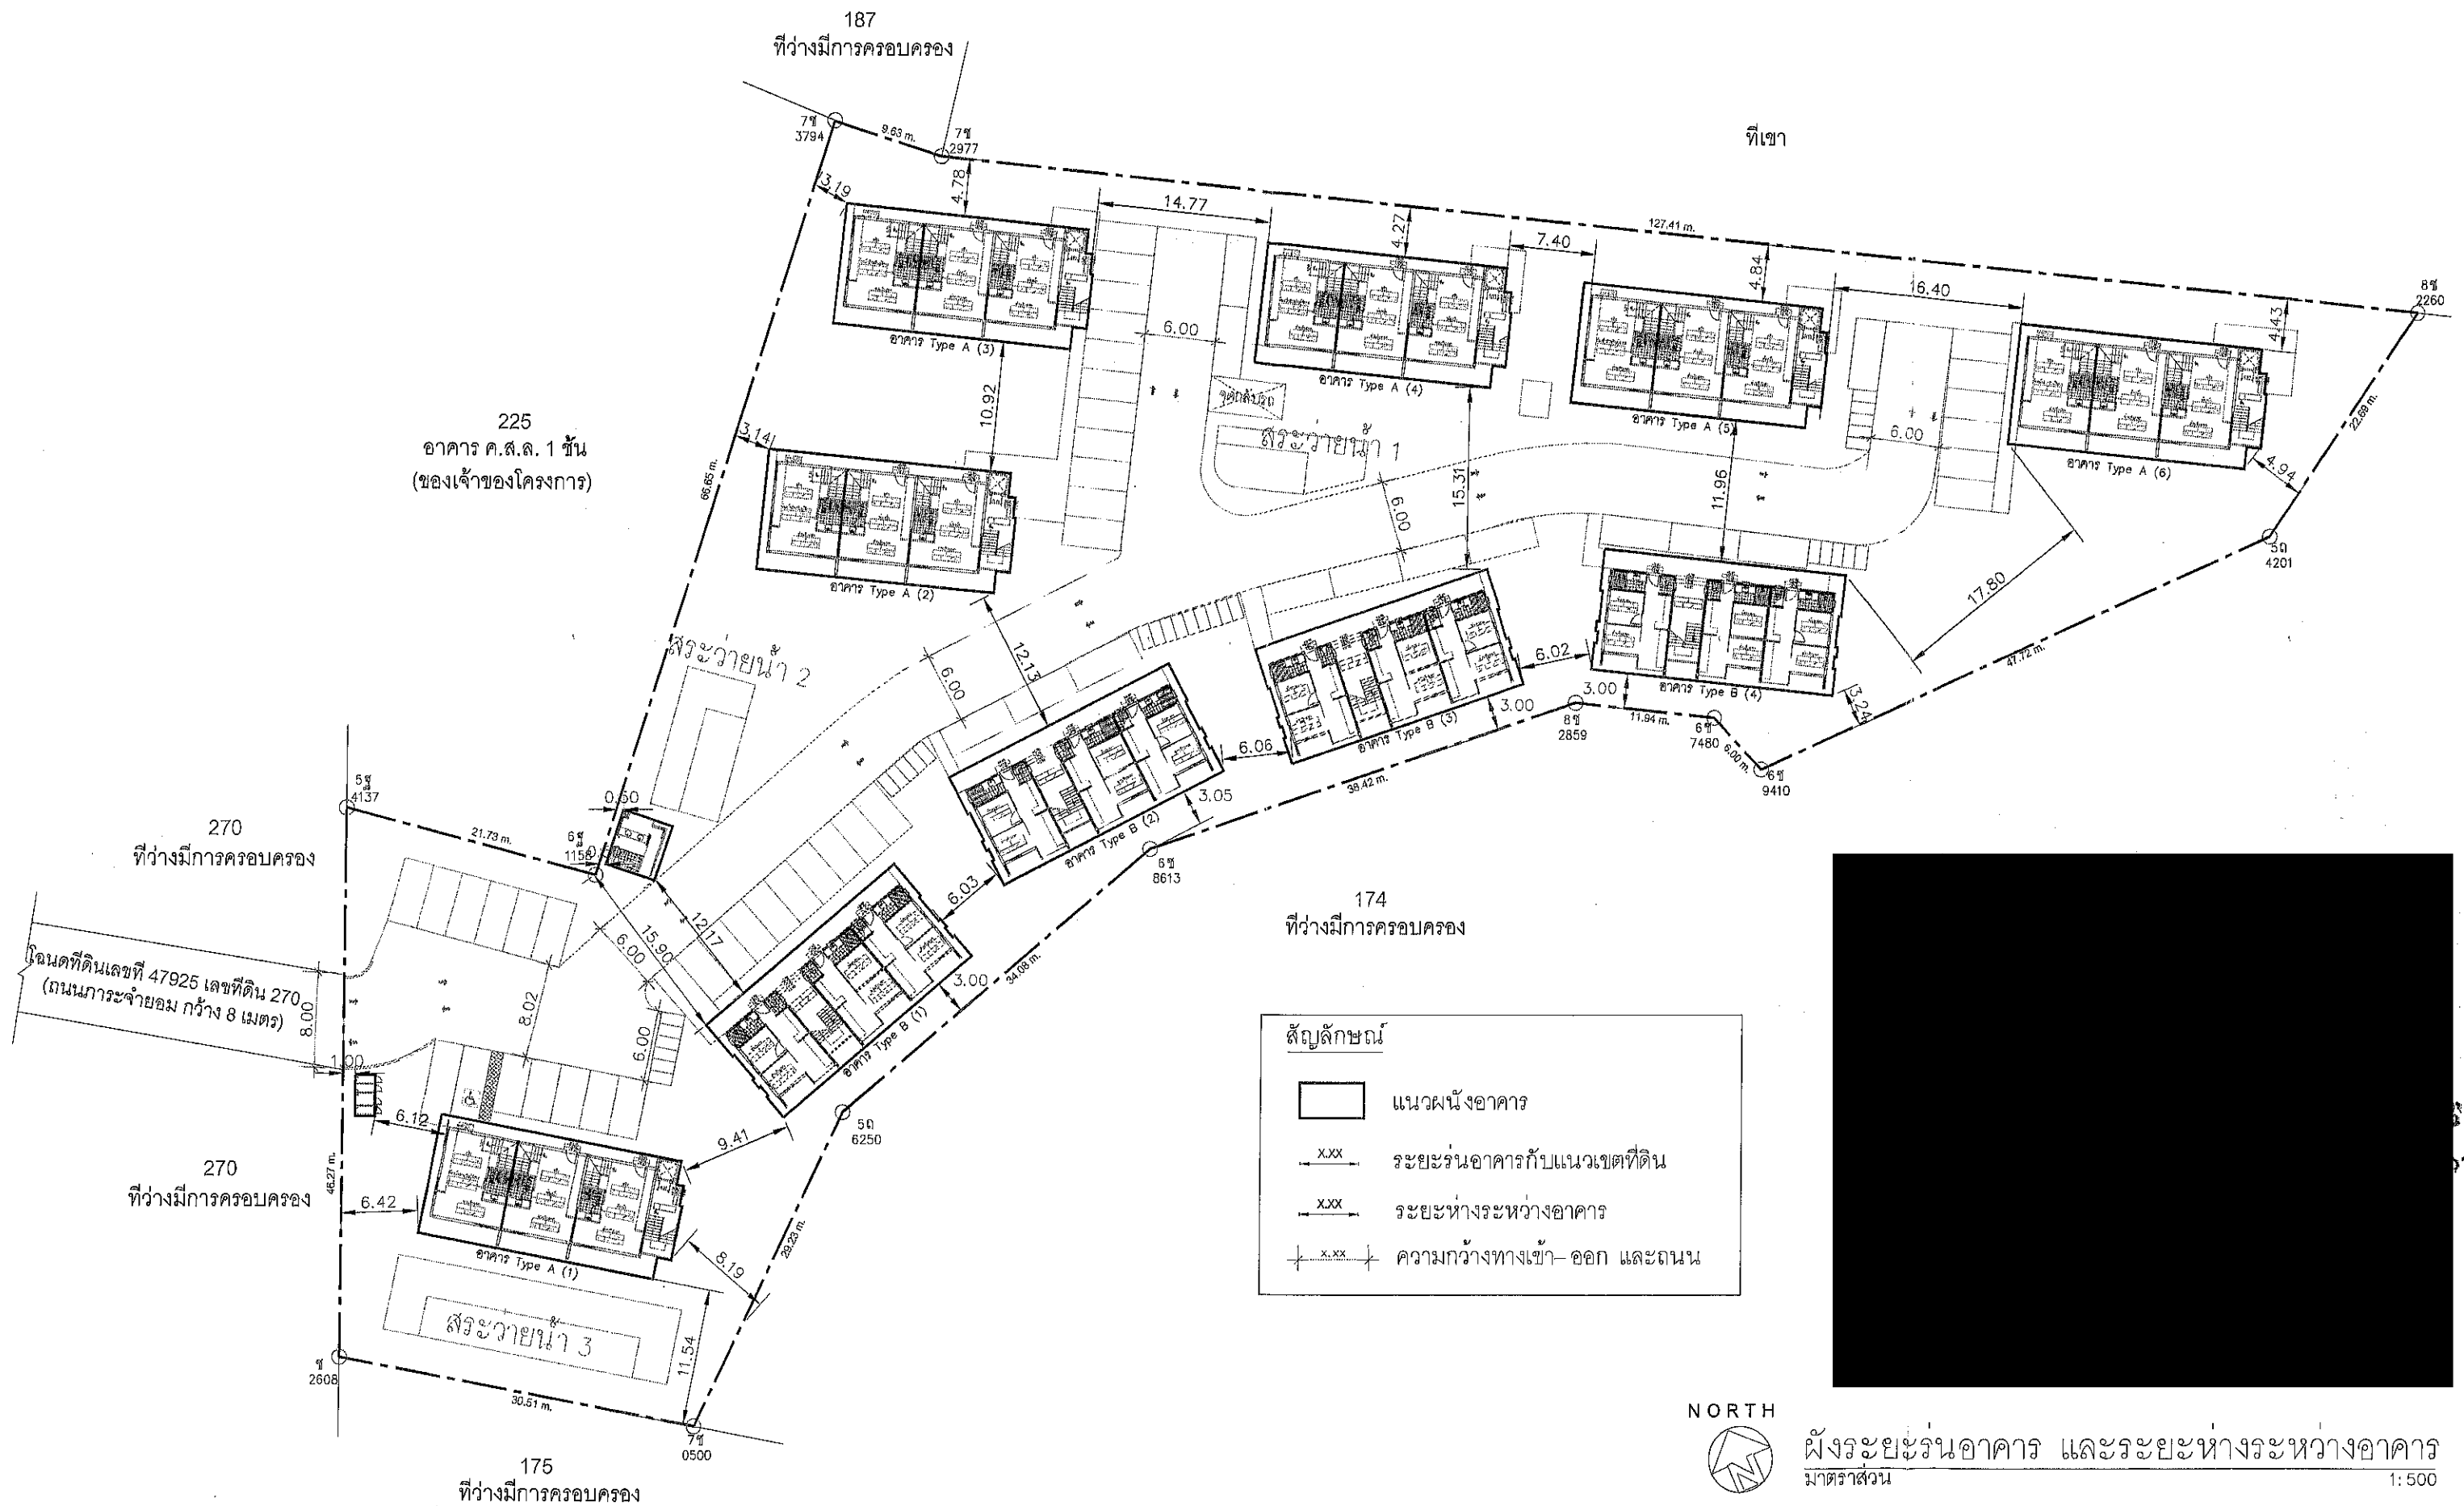 187
ที่ว่างมีการครอบครอง
7ช
3794
9.63 m.
7ช
2977
ที่เขา
3.19
4.78
14.77
4.27
127.41 m.
7.40
4.84
16.40
8ช
2260
4.43
6.00
อาคาร Type A (3)
อาคาร Type A (4)
จุดกลับรถ
อาคาร Type A (5)
6.00
อาคาร Type A (6)
22.69 m.
4.94
225
อาคาร ค.ส.ล. 1 ชั้น
(ของเจ้าของโครงการ)
10.92
สระว่ายน้ำ 1
3.14
66.65 m.
15.31
6.00
11.96
5ถ
4201
อาคาร Type A (2)
17.80
สระว่ายน้ำ 2
12.13
6.00
6.02
47.72 m.
อาคาร Type B (4)
3.00
3.24
3.00
อาคาร Type B (3)
8ช
2859
11.94 m.
6ช
7480
6.00 m.
6ช
9410
6.06
38.42 m.
5ฐ
4137
0.60
3.05
อาคาร Type B (2)
270
ที่ว่างมีการครอบครอง
21.73 m.
6ฐ
6ช
8613
6.03
174
ที่ว่างมีการครอบครอง
15.90
12.17
6.00
โฉนดที่ดินเลขที่ 47925 เลขที่ดิน 270
(ถนนภาระจำยอม กว้าง 8 เมตร)
8.00
8.02
3.00
34.08 m.
6.00
อาคาร Type B (1)
1.00
6.12
9.41
5ถ
6250
270
ที่ว่างมีการครอบครอง
46.27 m.
6.42
8.19
29.23 m.
อาคาร Type A (1)
สระว่ายน้ำ 3
11.54
ช
2608
30.51 m.
7ช
0500
175
ที่ว่างมีการครอบครอง
สัญลักษณ์
แนวผนังอาคาร
X.XX
ระยะร่นอาคารกับแนวเขตที่ดิน
X.XX
ระยะห่างระหว่างอาคาร
x.xx
ความกว้างทางเข้า-ออก และถนน
NORTH
N
ผังระยะร่นอาคาร และระยะห่างระหว่างอาคาร
มาตราส่วน
1:500